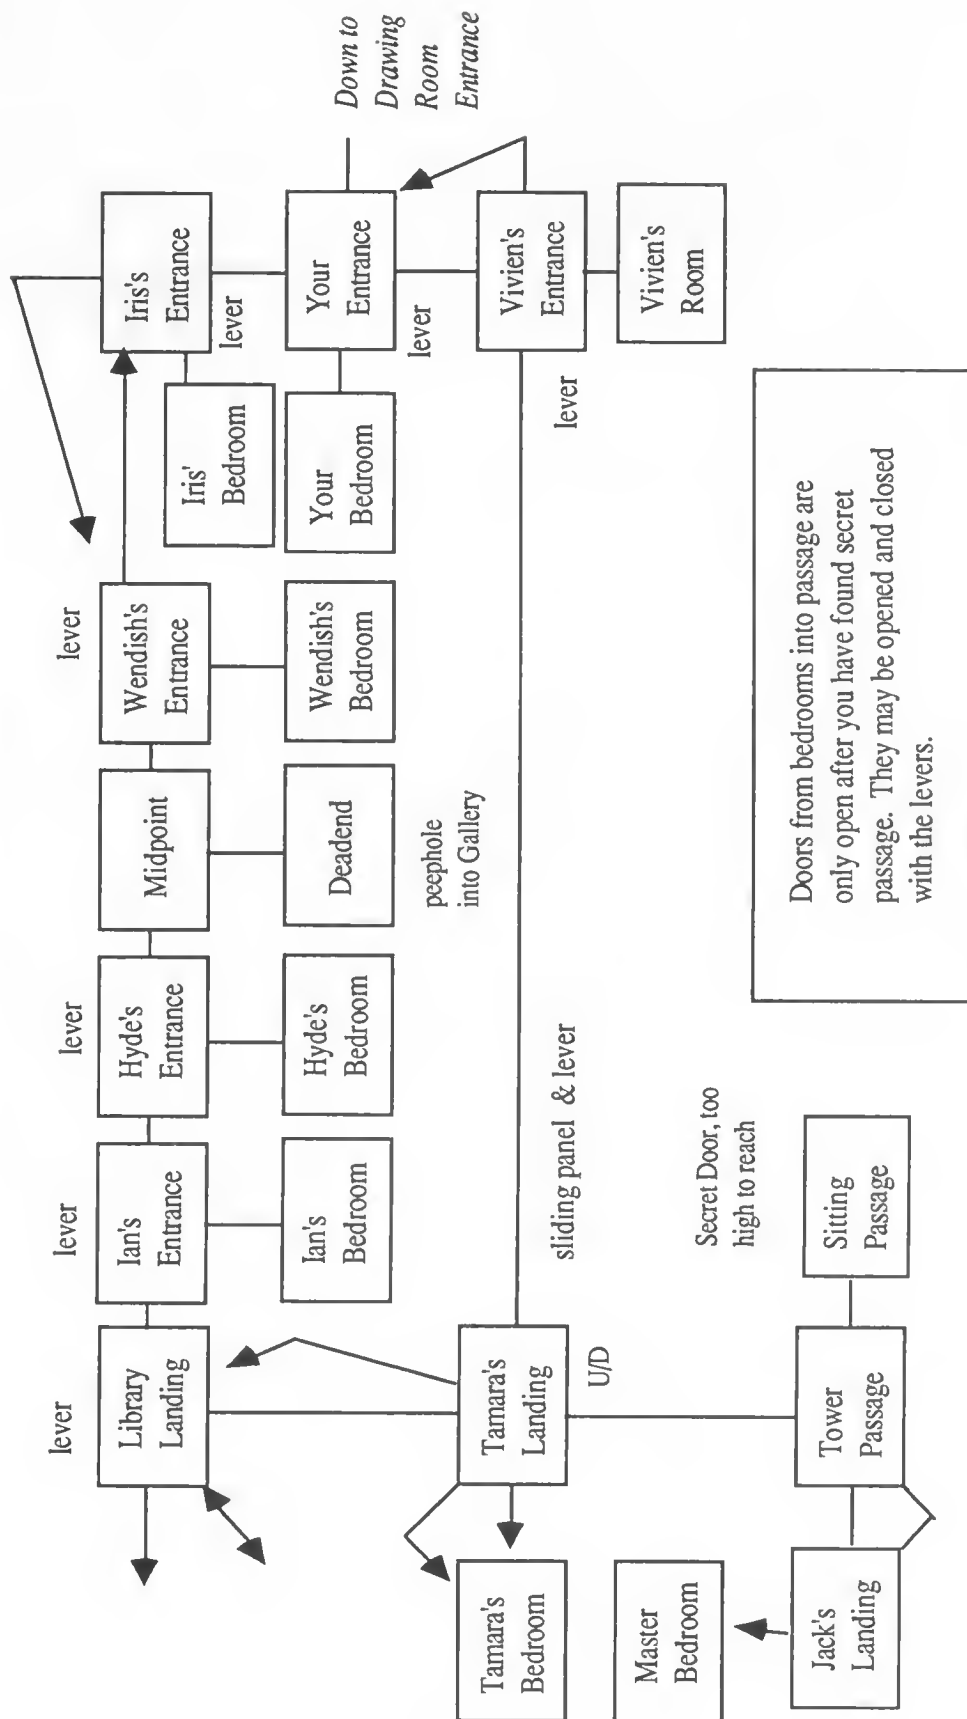 lever
Library
Landing
lever
Ian's
Entrance
lever
Hyde's
Entrance
Midpoint
lever
Wendish's
Entrance
Iris's
Entrance
lever
Iris'
Bedroom
Ian's
Bedroom
Hyde's
Bedroom
Deadend
Wendish's
Bedroom
Your
Bedroom
Your
Entrance
lever
Down to
Drawing
Room
Entrance
peephole
into Gallery
Tamara's
Bedroom
Tamara's
Landing
U/D
sliding panel & lever
Vivien's
Entrance
lever
Vivien's
Room
Master
Bedroom
Secret Door, too
high to reach
Jack's
Landing
Tower
Passage
Sitting
Passage
Doors from bedrooms into passage are
only open after you have found secret
passage. They may be opened and closed
with the levers.